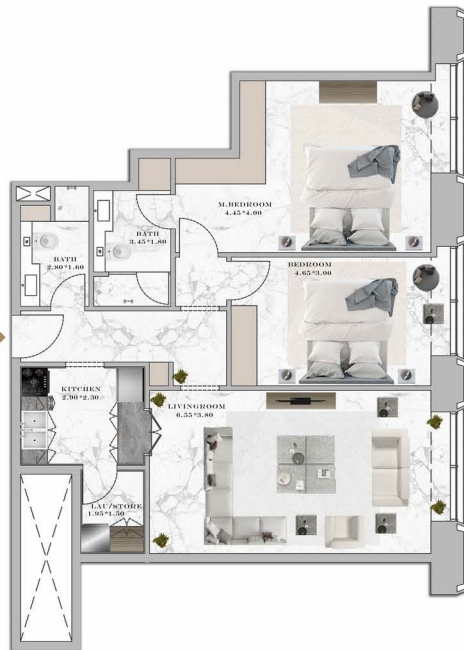 M.BEDROOM
4.45*4.00
BATH
3.45*1.80
BATH
2.80*1.60
BEDROOM
4.65*3.00
KITCHEN
2.90*2.30
LIVINGROOM
6.55*3.80
LAU/STORE
1.95*1.50